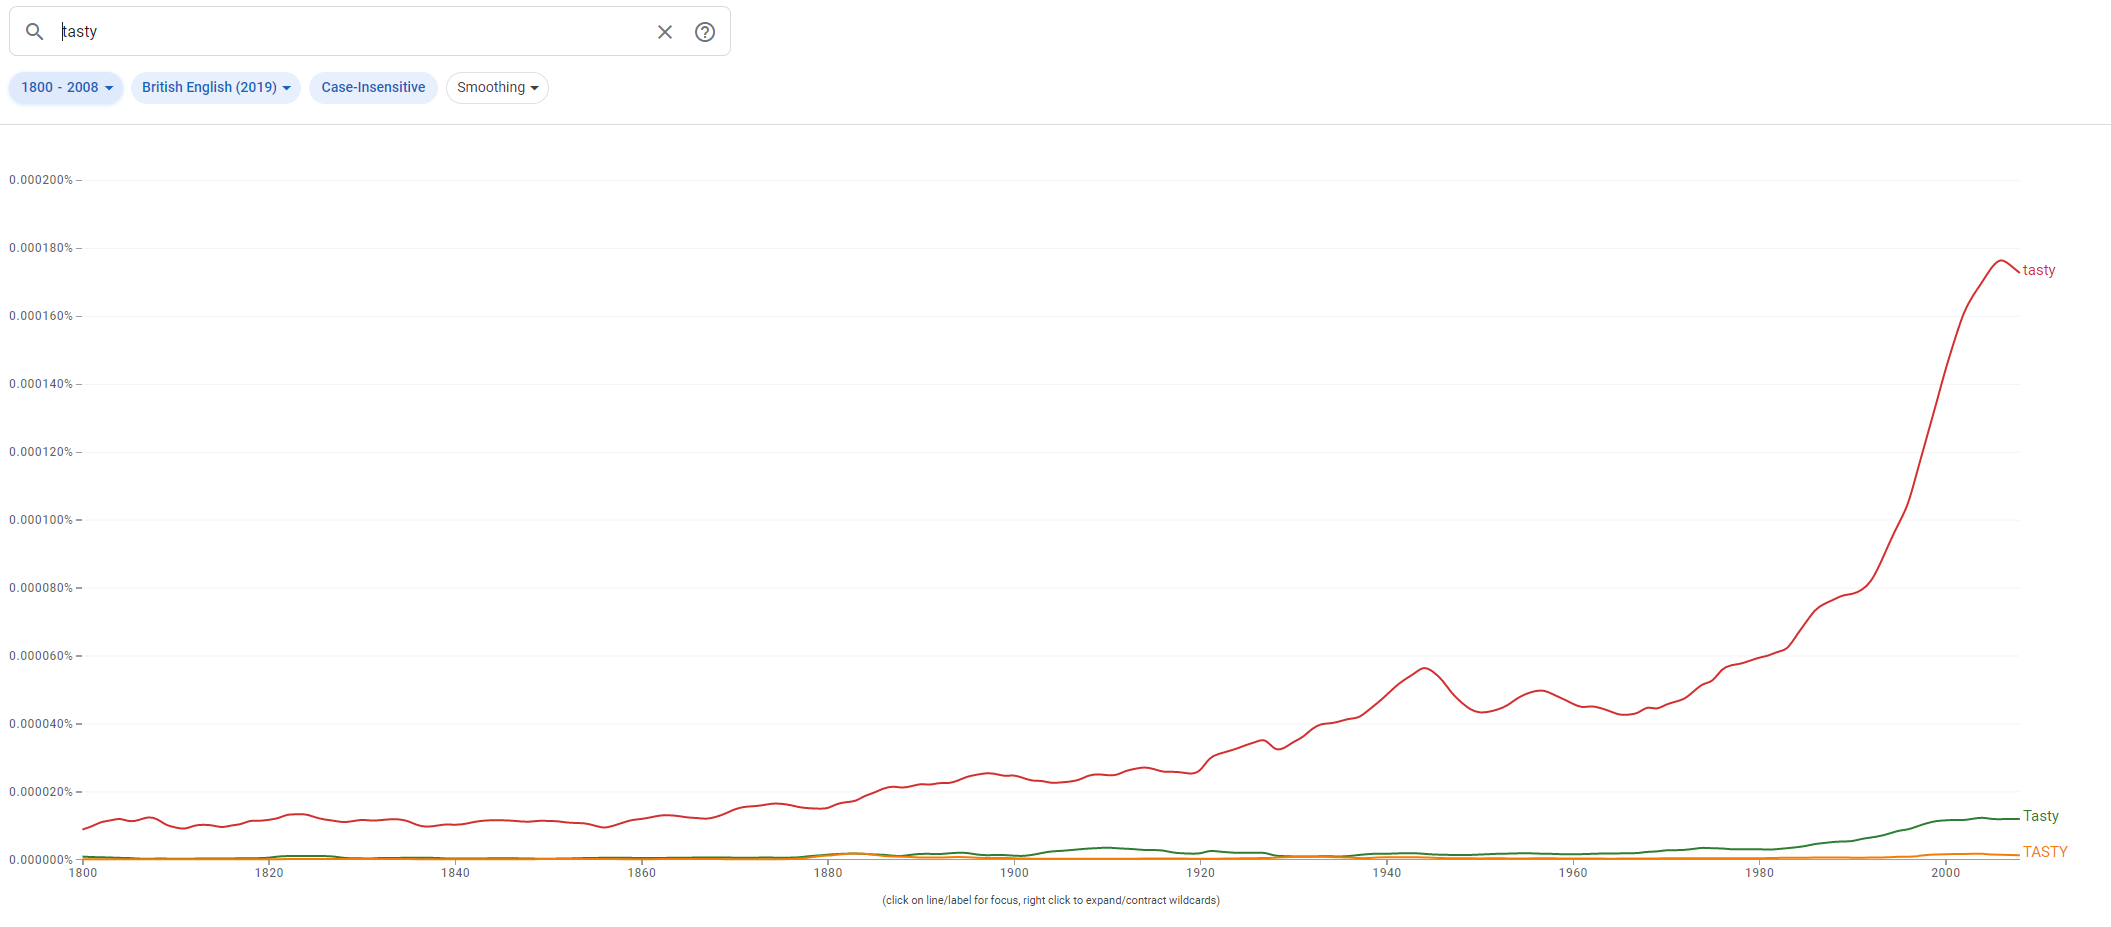 tasty
1800 - 2008 British English (2019) Case-Insensitive Smoothing
0.000200%
0.000180%
tasty
0.000160%
0.000140%
0.000120%
0.000100%
0.000080%
0.000060%
0.000040%
0.000020%
Tasty
0.000000%
TASTY
1800 1820 1840 1860 1880 1900 1920 1940 1960 1980 2000
(click on line/label for focus, right click to expand/contract wildcards)